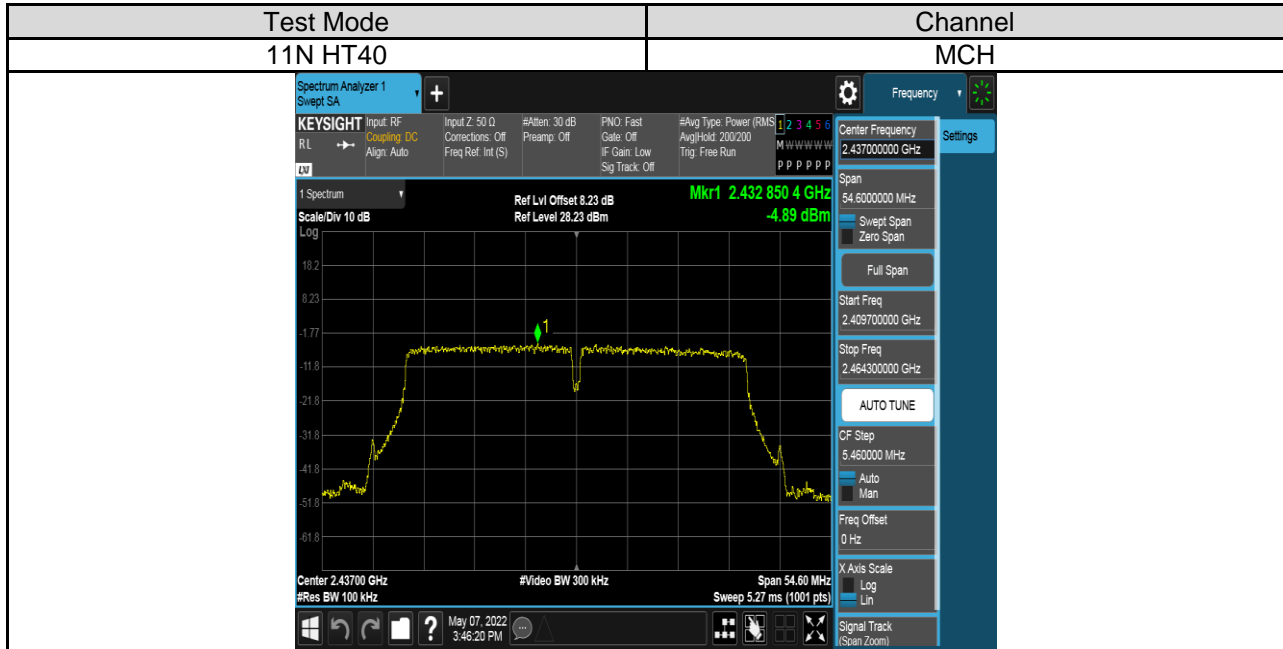 Test Mode Channel
11N HT40 MCH
Spectrum Analyzer 1
Swept SA
+
Frequency
KEYSIGHT
RL
LXI
Input: RF
Coupling: DC
Align: Auto
Input Z: 50 Ω
Corrections: Off
Freq Ref: Int (S)
#Atten: 30 dB
Preamp: Off
PNO: Fast
Gate: Off
IF Gain: Low
Sig Track: Off
#Avg Type: Power (RMS
Avg|Hold: 200/200
Trig: Free Run
1 2 3 4 5 6
M W W W W W
P P P P P P
1 Spectrum
Scale/Div 10 dB
Log
Ref Lvl Offset 8.23 dB
Ref Level 28.23 dBm
Mkr1 2.432 850 4 GHz
-4.89 dBm
18.2
8.23
-1.77
-11.8
-21.8
-31.8
-41.8
-51.8
-61.8
1
Center 2.43700 GHz
#Res BW 100 kHz
#Video BW 300 kHz
Span 54.60 MHz
Sweep 5.27 ms (1001 pts)
?
May 07, 2022
3:46:20 PM
Center Frequency
2.437000000 GHz
Settings
Span
54.6000000 MHz
Swept Span
Zero Span
Full Span
Start Freq
2.409700000 GHz
Stop Freq
2.464300000 GHz
AUTO TUNE
CF Step
5.460000 MHz
Auto
Man
Freq Offset
0 Hz
X Axis Scale
Log
Lin
Signal Track
(Span Zoom)